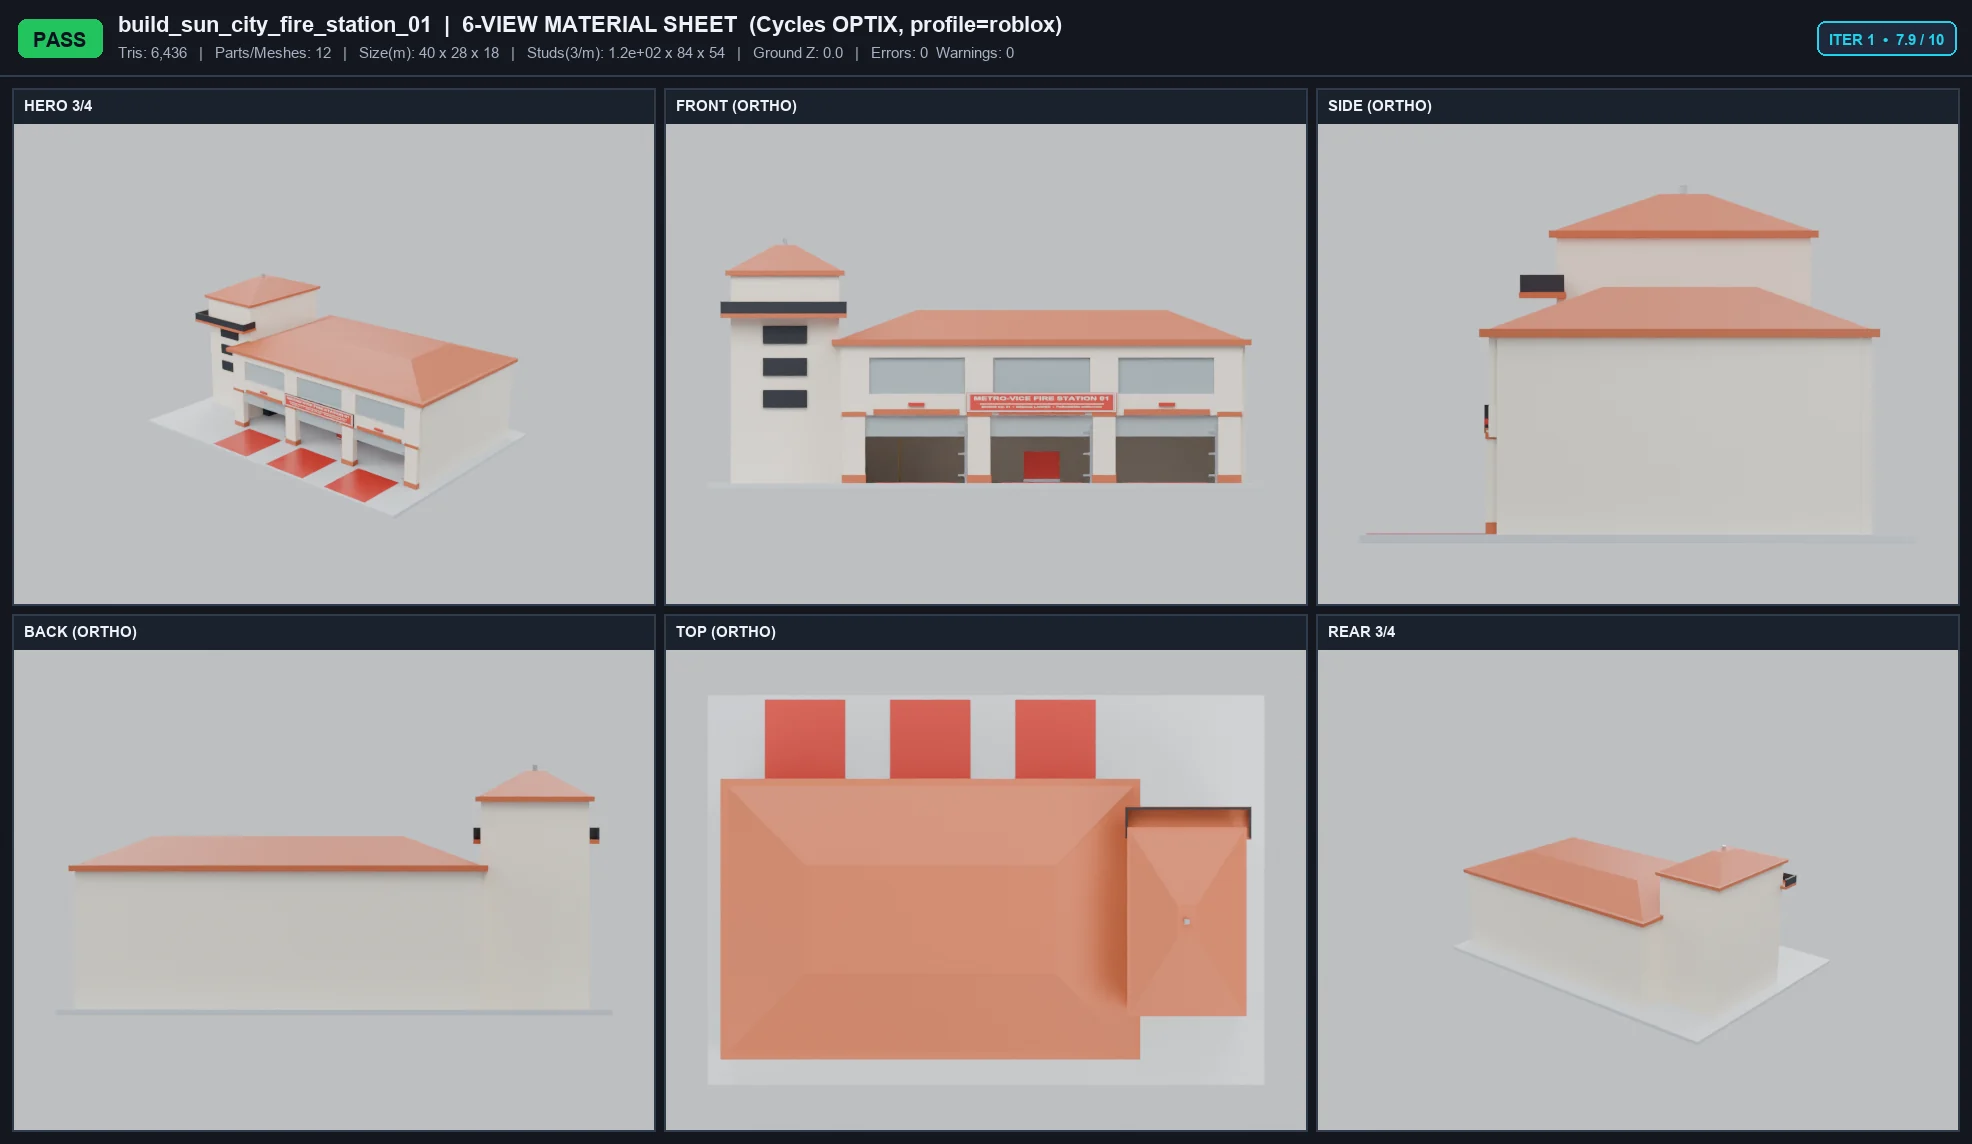 PASS
build_sun_city_fire_station_01 | 6-VIEW MATERIAL SHEET (Cycles OPTIX, profile=roblox)
Tris: 6,436 | Parts/Meshes: 12 | Size(m): 40 x 28 x 18 | Studs(3/m): 1.2e+02 x 84 x 54 | Ground Z: 0.0 | Errors: 0 Warnings: 0
ITER 1 • 7.9 / 10
HERO 3/4
FRONT (ORTHO)
SIDE (ORTHO)
METRO-VICE FIRE STATION 01
BACK (ORTHO)
TOP (ORTHO)
REAR 3/4